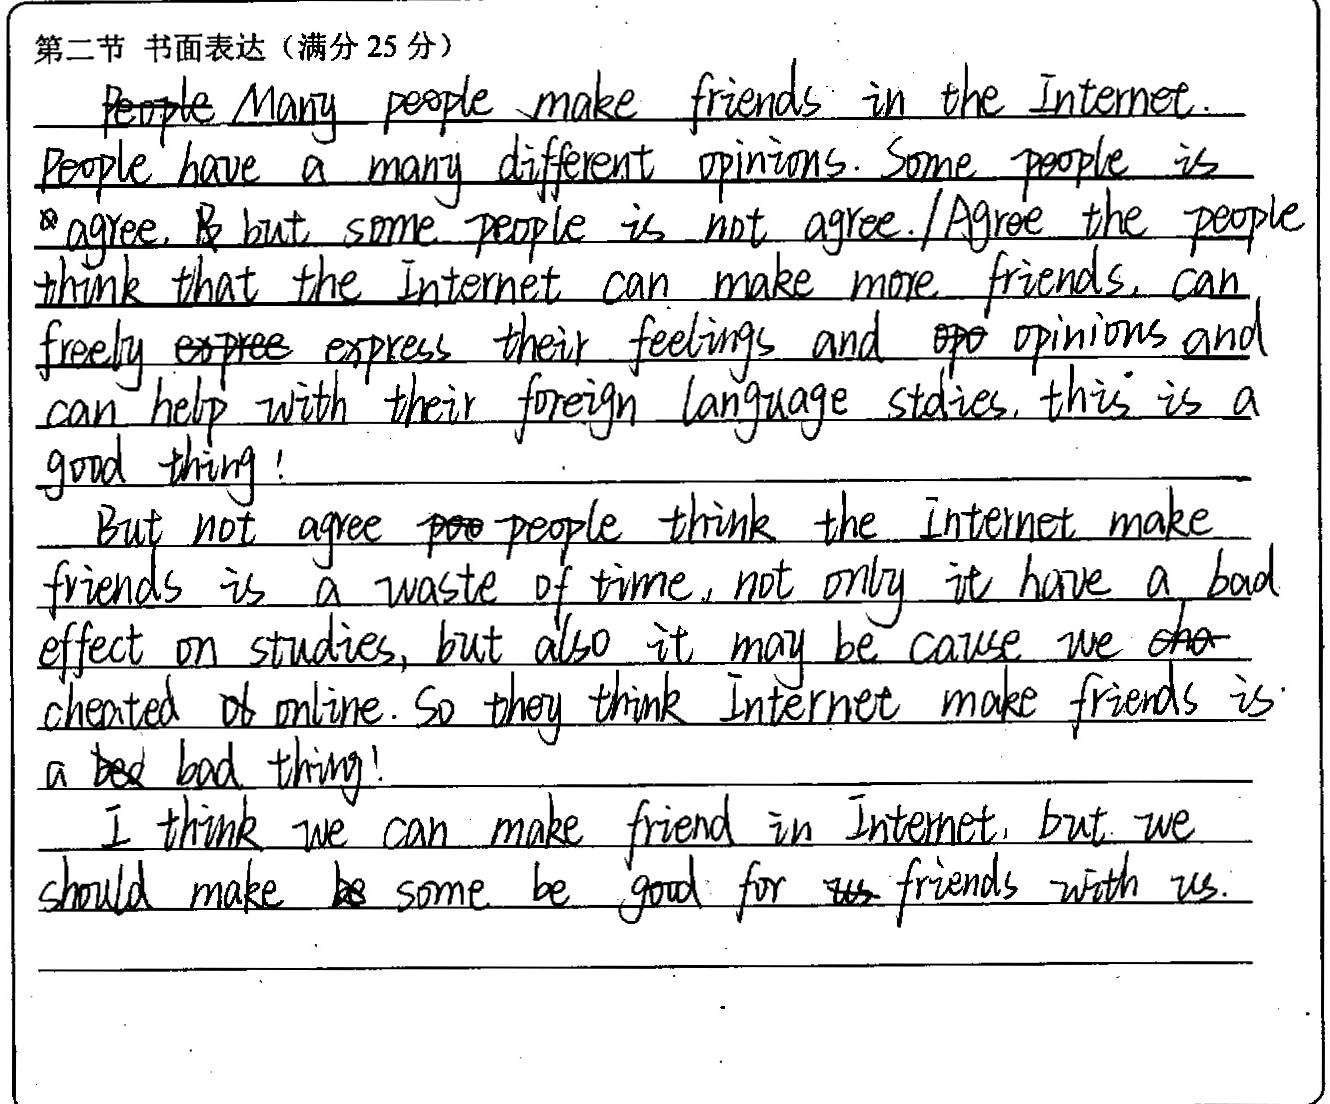 第二节 书面表达（满分 25 分）
People Many people make friends in the Internet.
People have a many different opinions. Some people is
agree. B but some people is not agree./Agree the people
think that the Internet can make more friends, can
freely expree express their feelings and opo opinions and
can help with their foreign language stdies. this is a
good thing!
But not agree poo people think the Internet make
friends is a waste of time, not only it have a bad
effect on studies, but also it may be cause we cha
cheated of online. So they think Internet make friends is
a bed bad thing!
I think we can make friend in Internet, but we
should make be some be good for us friends with us.